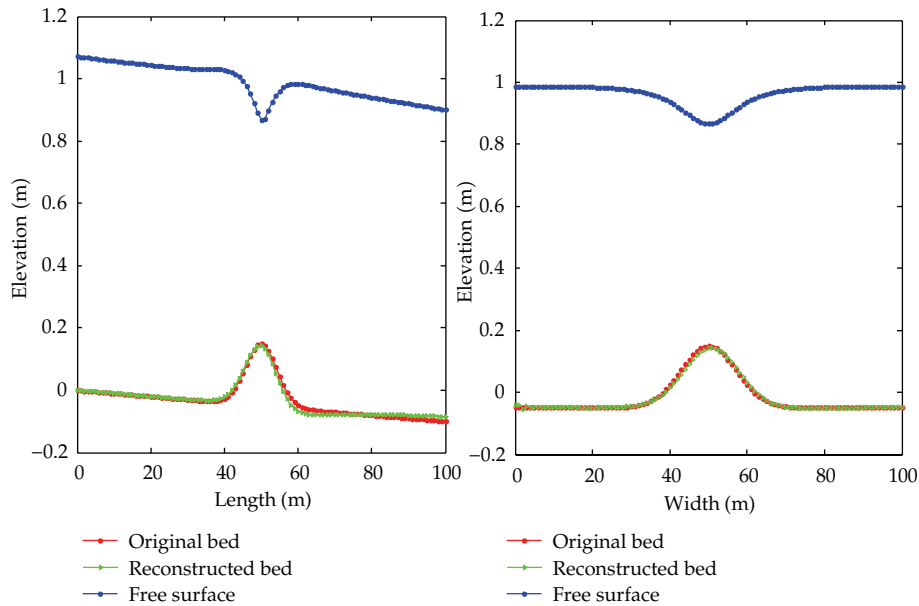 1.2
1
0.8
0.6
0.4
0.2
0
−0.2
Elevation (m)
0 20 40 60 80 100
Length (m)
Original bed
Reconstructed bed
Free surface
1.2
1
0.8
0.6
0.4
0.2
0
−0.2
Elevation (m)
0 20 40 60 80 100
Width (m)
Original bed
Reconstructed bed
Free surface